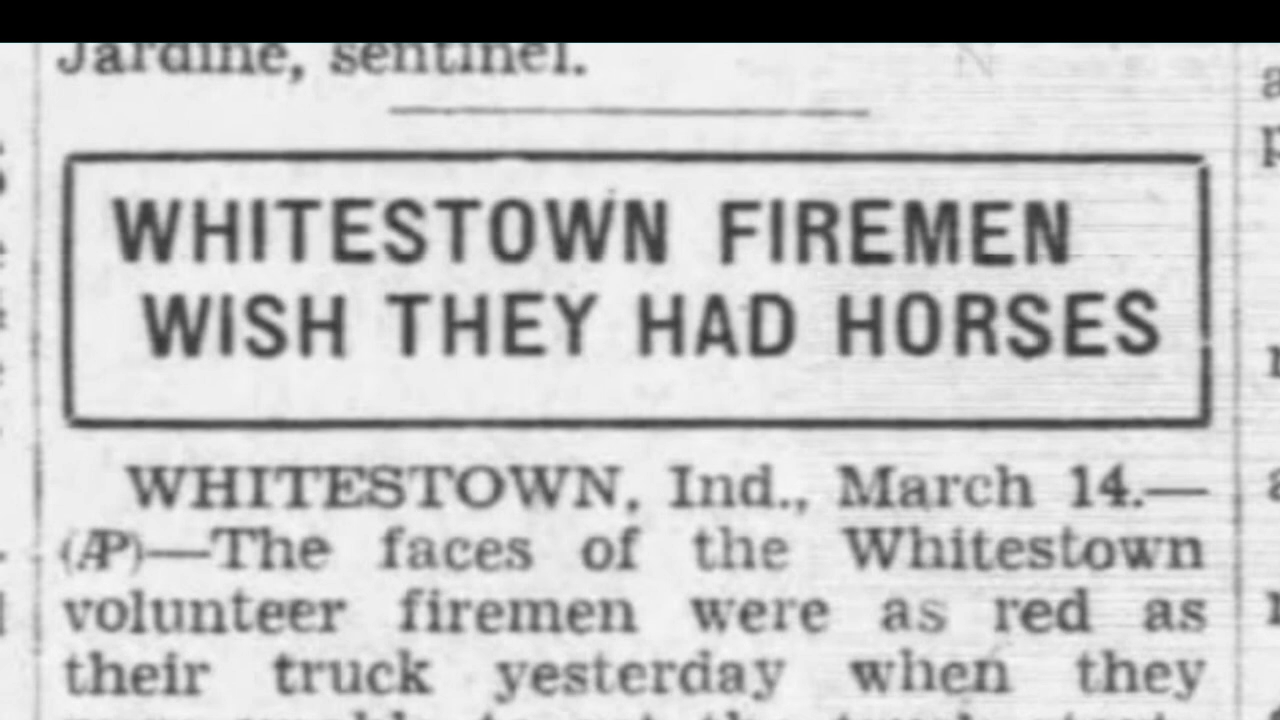 Jardine, sentinel.
WHITESTOWN FIREMEN
WISH THEY HAD HORSES
WHITESTOWN, Ind., March 14.—
(AP)—The faces of the Whitestown
volunteer firemen were as red as
their truck yesterday when they